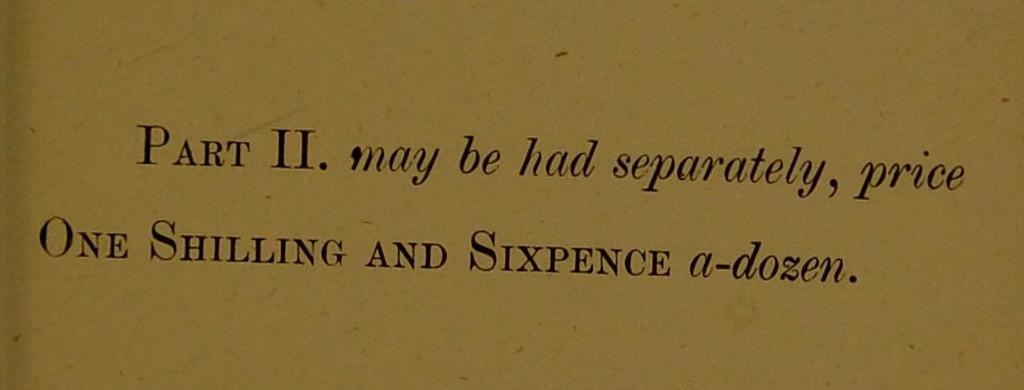 PART II. may be had separately, price
ONE SHILLING AND SIXPENCE a-dozen.